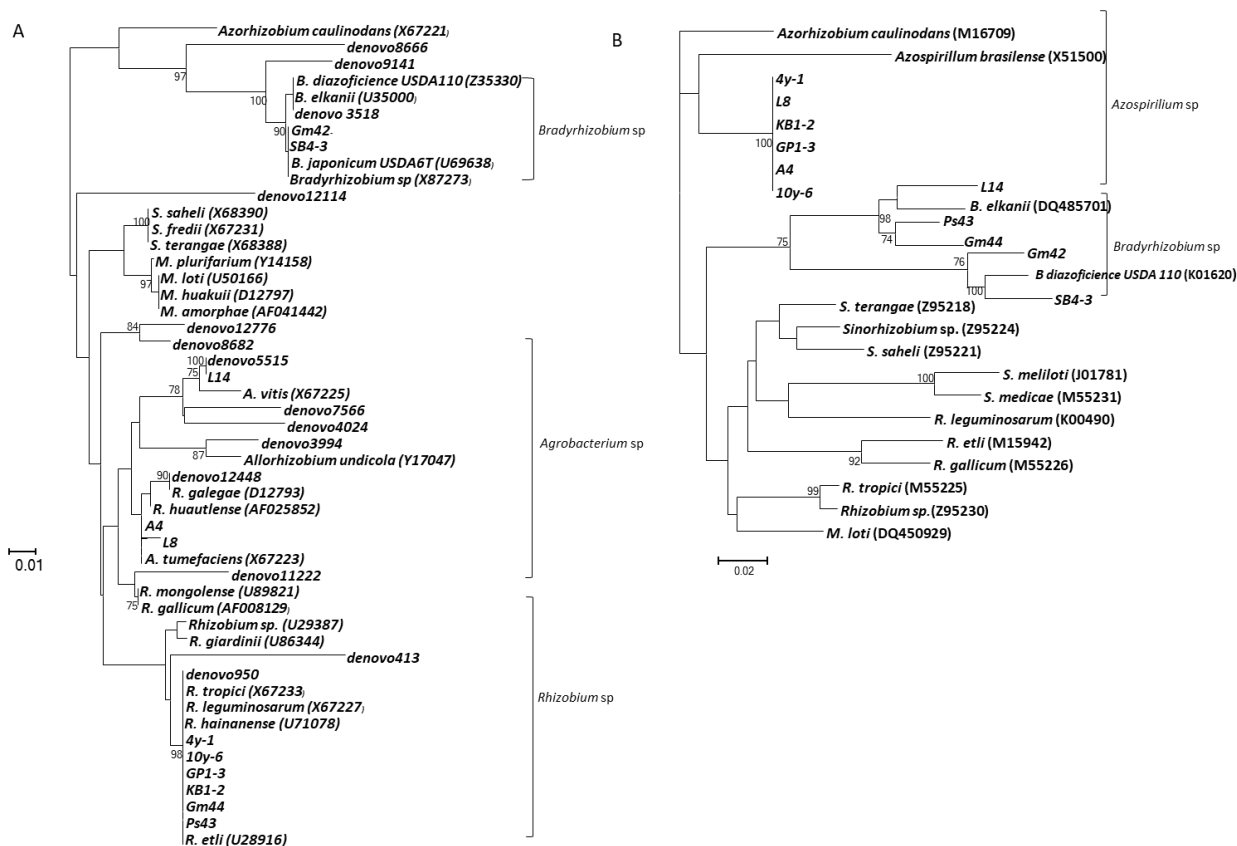 A
Azorhizobium caulinodans (X67221)
denovo8666
97
denovo9141
100
B. diazoficience USDA110 (Z35330)
B. elkanii (U35000)
denovo 3518
90
Gm42
SB4-3
B. japonicum USDA6T (U69638)
Bradyrhizobium sp (X87273)
Bradyrhizobium sp
denovo12114
S. saheli (X68390)
100
S. fredii (X67231)
S. terangae (X68388)
M. plurifarium (Y14158)
M. loti (U50166)
97
M. huakuii (D12797)
M. amorphae (AF041442)
84
denovo12776
denovo8682
100
denovo5515
75
L14
78
A. vitis (X67225)
denovo7566
denovo4024
denovo3994
87
Allorhizobium undicola (Y17047)
Agrobacterium sp
90
denovo12448
R. galegae (D12793)
R. huautlense (AF025852)
A4
L8
A. tumefaciens (X67223)
0.01
denovo11222
R. mongolense (U89821)
75
R. gallicum (AF008129)
Rhizobium sp. (U29387)
R. giardinii (U86344)
denovo413
denovo950
R. tropici (X67233)
R. leguminosarum (X67227)
Rhizobium sp
R. hainanense (U71078)
4y-1
98
10y-6
GP1-3
KB1-2
Gm44
Ps43
R. etli (U28916)
B
Azorhizobium caulinodans (M16709)
Azospirillum brasilense (X51500)
4y-1
L8
Azospirilium sp
KB1-2
100
GP1-3
A4
10y-6
L14
B. elkanii (DQ485701)
98
Ps43
74
75
Gm44
Bradyrhizobium sp
76
Gm42
B diazoficience USDA 110 (K01620)
100
SB4-3
S. terangae (Z95218)
Sinorhizobium sp. (Z95224)
S. saheli (Z95221)
S. meliloti (J01781)
100
S. medicae (M55231)
R. leguminosarum (K00490)
R. etli (M15942)
92
R. gallicum (M55226)
R. tropici (M55225)
99
Rhizobium sp.(Z95230)
M. loti (DQ450929)
0.02